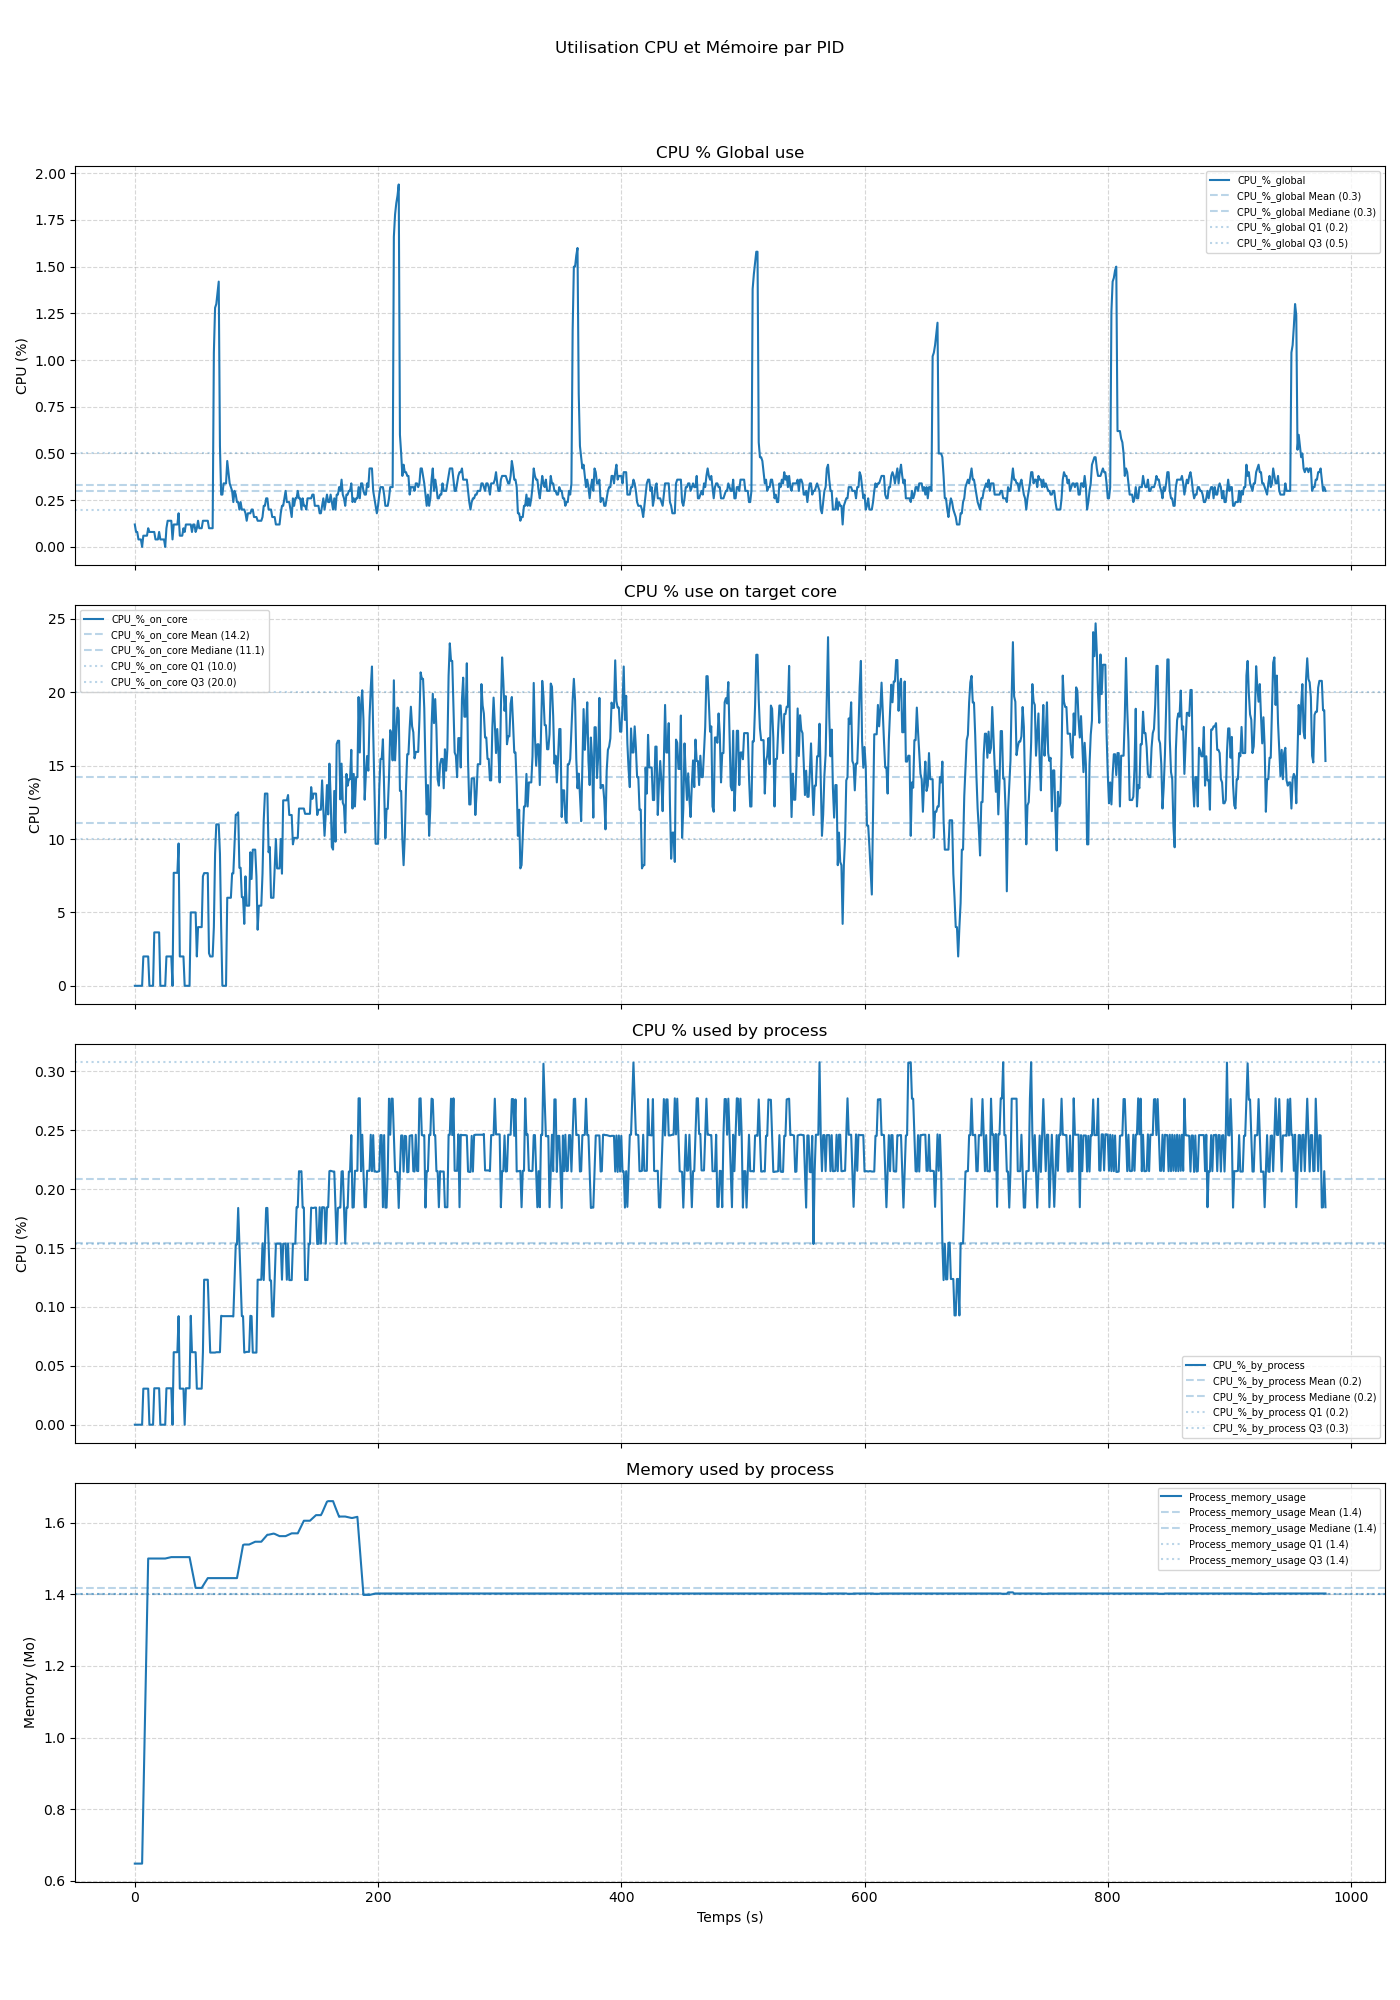 Utilisation CPU et Mémoire par PID
CPU % Global use
2.00
1.75
1.50
1.25
1.00
0.75
0.50
0.25
0.00
CPU (%)
CPU_%_global
CPU_%_global Mean (0.3)
CPU_%_global Mediane (0.3)
CPU_%_global Q1 (0.2)
CPU_%_global Q3 (0.5)
CPU % use on target core
25
20
15
10
5
0
CPU (%)
CPU_%_on_core
CPU_%_on_core Mean (14.2)
CPU_%_on_core Mediane (11.1)
CPU_%_on_core Q1 (10.0)
CPU_%_on_core Q3 (20.0)
CPU % used by process
0.30
0.25
0.20
0.15
0.10
0.05
0.00
CPU (%)
CPU_%_by_process
CPU_%_by_process Mean (0.2)
CPU_%_by_process Mediane (0.2)
CPU_%_by_process Q1 (0.2)
CPU_%_by_process Q3 (0.3)
Memory used by process
1.6
1.4
1.2
1.0
0.8
0.6
Memory (Mo)
Process_memory_usage
Process_memory_usage Mean (1.4)
Process_memory_usage Mediane (1.4)
Process_memory_usage Q1 (1.4)
Process_memory_usage Q3 (1.4)
0 200 400 600 800 1000
Temps (s)